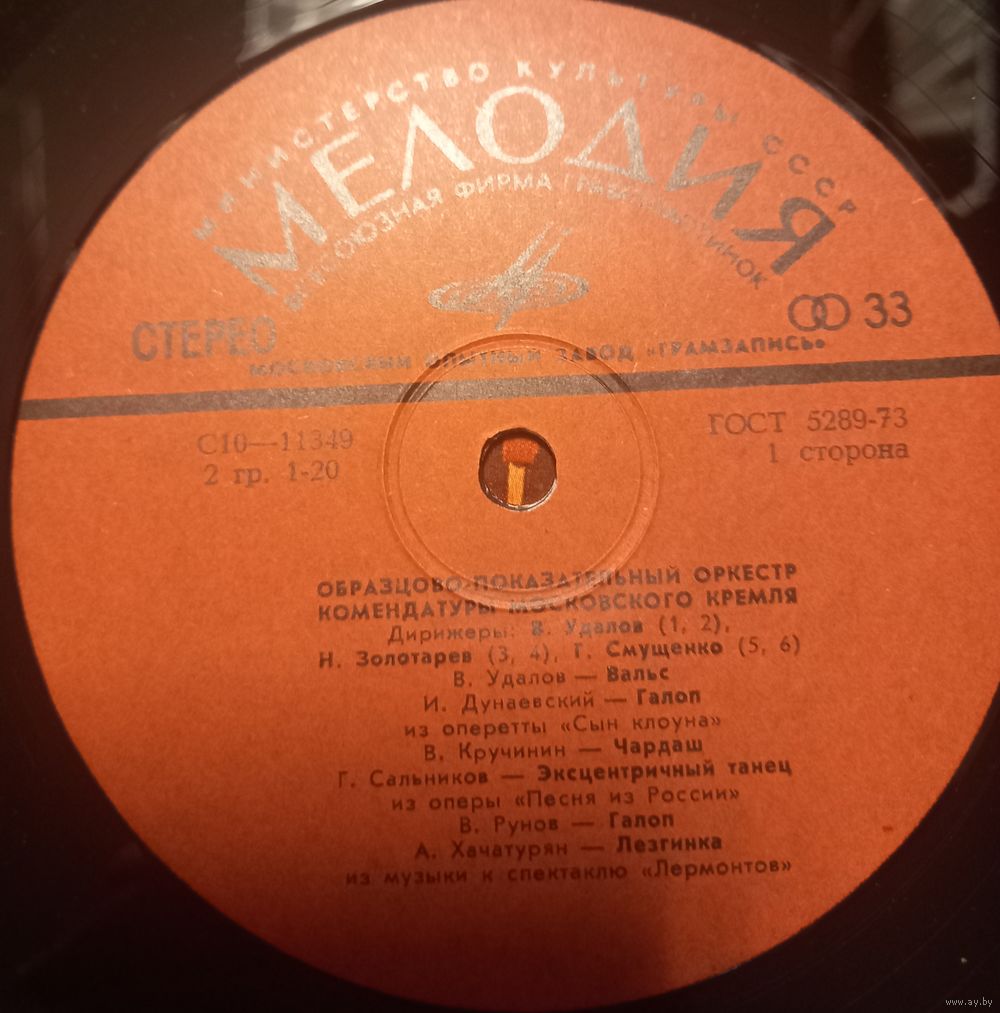 МИНИСТЕРСТВО КУЛЬТУРЫ СССР
МЕЛОДИЯ
ВСЕСОЮЗНАЯ ФИРМА ГРАМПЛАСТИНОК
СТЕРЕО
33
МОСКОВСКИЙ ОПЫТНЫЙ ЗАВОД «ГРАМЗАПИСЬ»
С10—11349
ГОСТ 5289-73
2 гр. 1-20
1 сторона
ОБРАЗЦОВО-ПОКАЗАТЕЛЬНЫЙ ОРКЕСТР
КОМЕНДАТУРЫ МОСКОВСКОГО КРЕМЛЯ
Дирижеры: В. Удалов (1, 2),
Н. Золотарев (3, 4), Г. Смущенко (5, 6)
В. Удалов — Вальс
И. Дунаевский — Галоп
из оперетты «Сын клоуна»
В. Кручинин — Чардаш
Г. Сальников — Эксцентричный танец
из оперы «Песня из России»
В. Рунов — Галоп
А. Хачатурян — Лезгинка
из музыки к спектаклю «Лермонтов»
www.ay.by